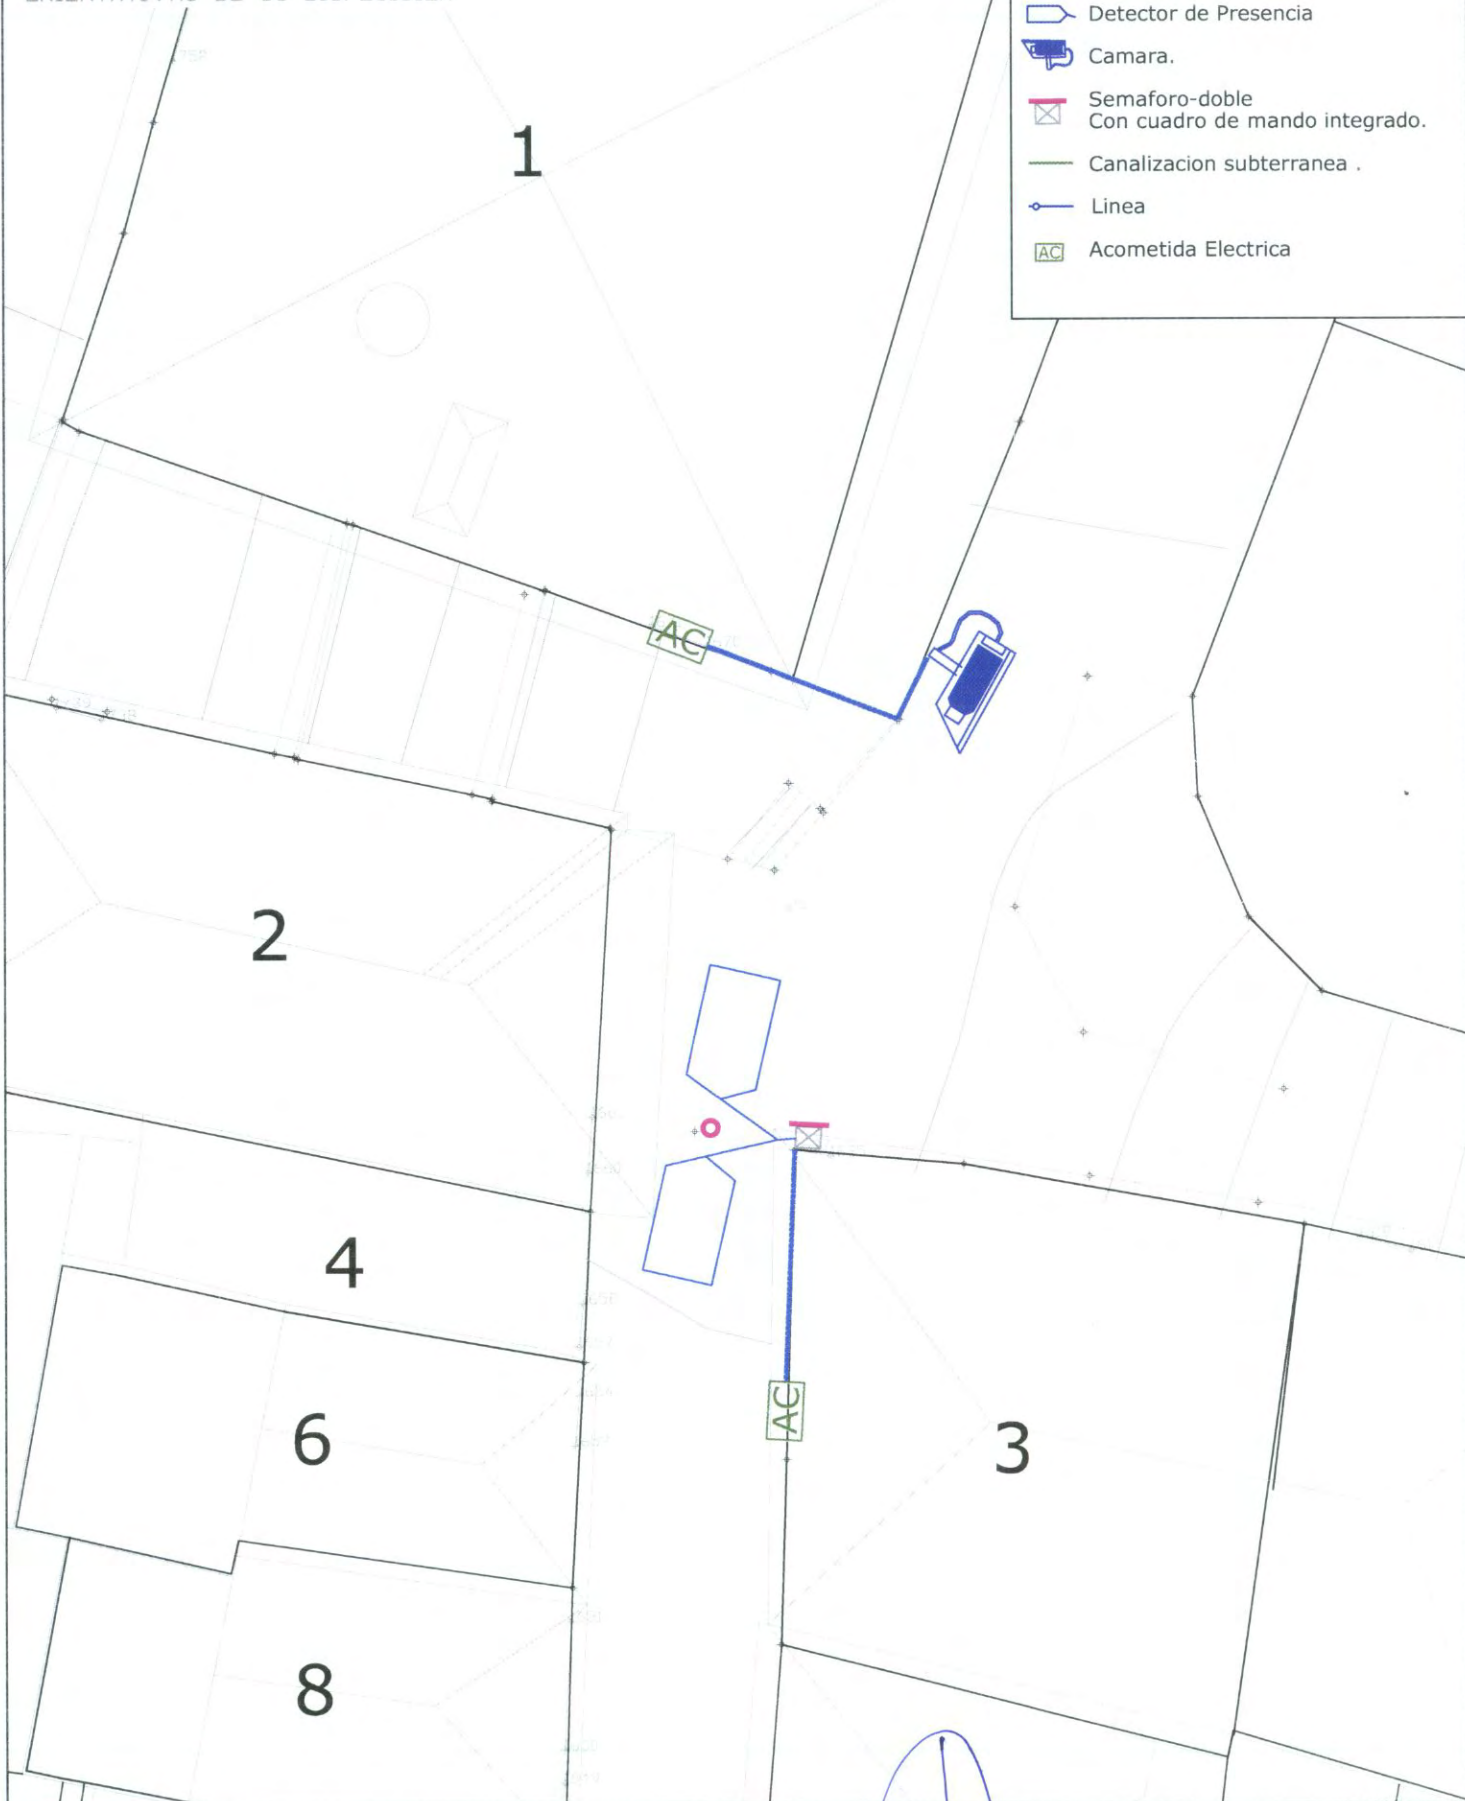 Detector de Presencia
Camara.
Semaforo-doble
Con cuadro de mando integrado.
Canalizacion subterranea .
Linea
AC Acometida Electrica
1
AC
2
4
6
AC
3
8